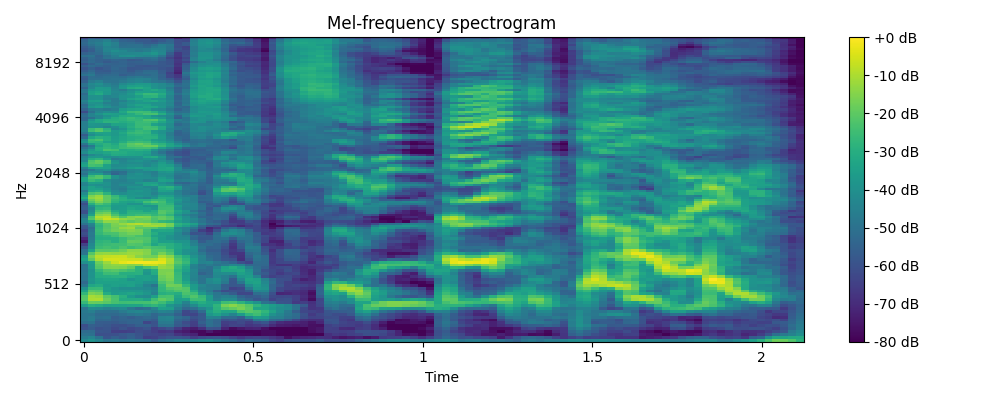 Mel-frequency spectrogram
Hz
8192
4096
2048
1024
512
0
0
0.5
1
1.5
2
Time
+0 dB
-10 dB
-20 dB
-30 dB
-40 dB
-50 dB
-60 dB
-70 dB
-80 dB